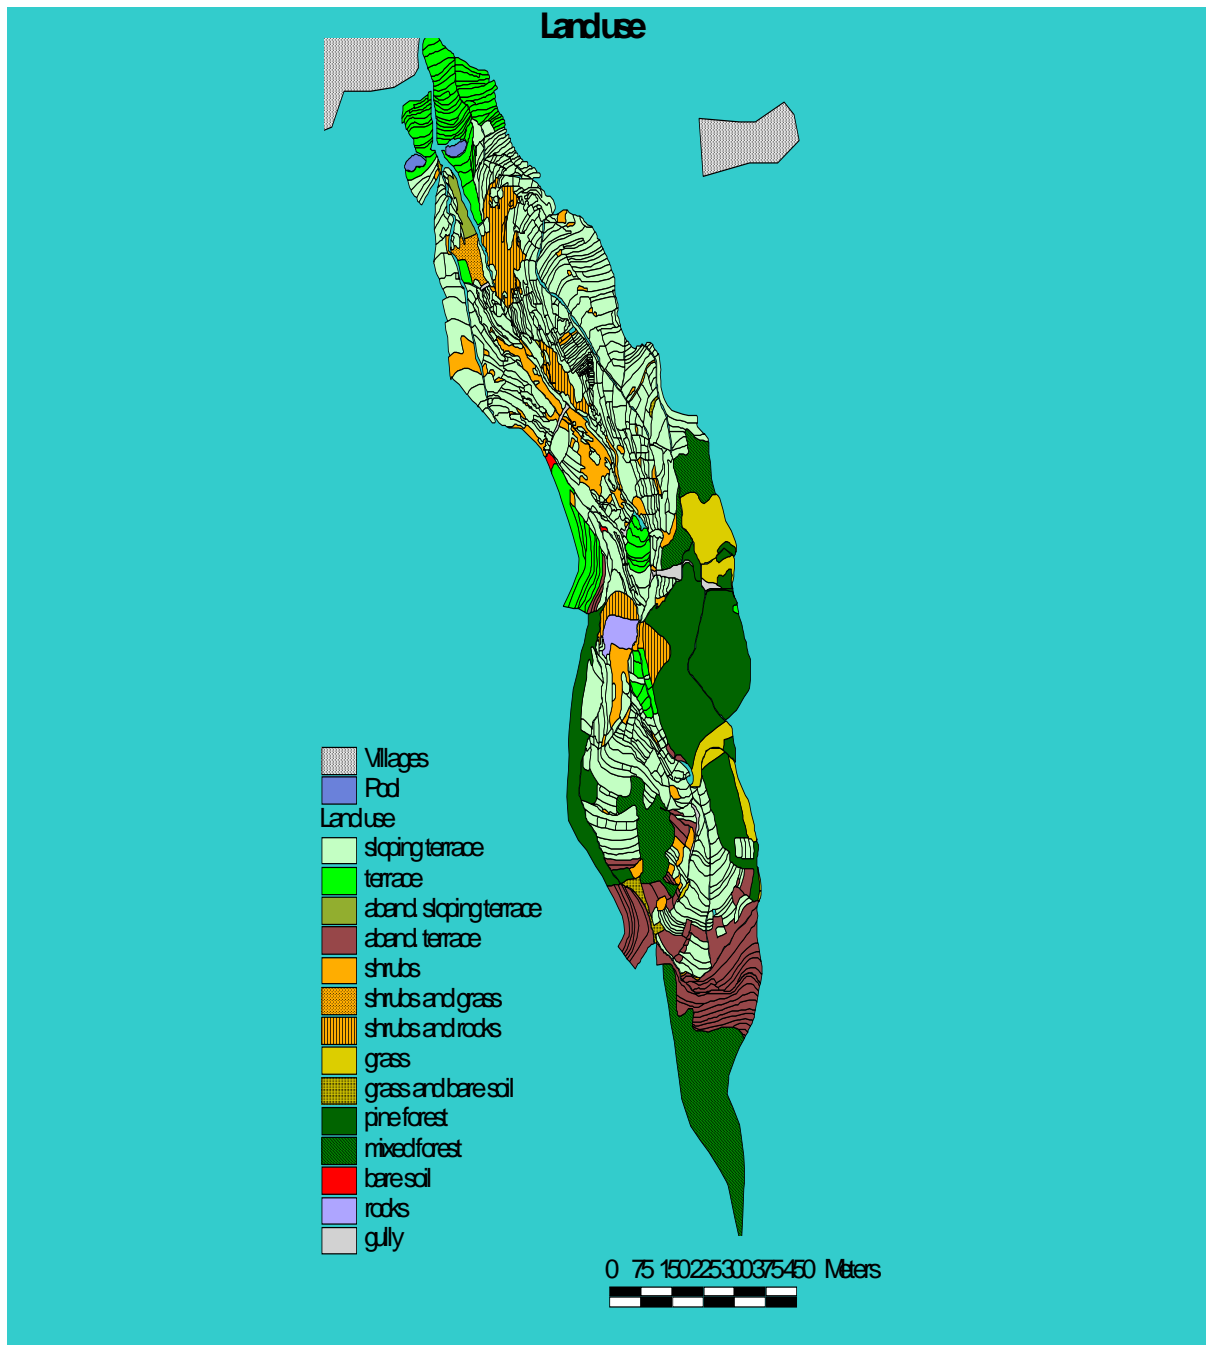 Landuse
Villages
Pool
Landuse
sloping terrace
terrace
aband. sloping terrace
aband. terrace
shrubs
shrubs and grass
shrubs and rocks
grass
grass and bare soil
pine forest
mixed forest
bare soil
rocks
gully
0 75 150 225 300 375 450 Meters